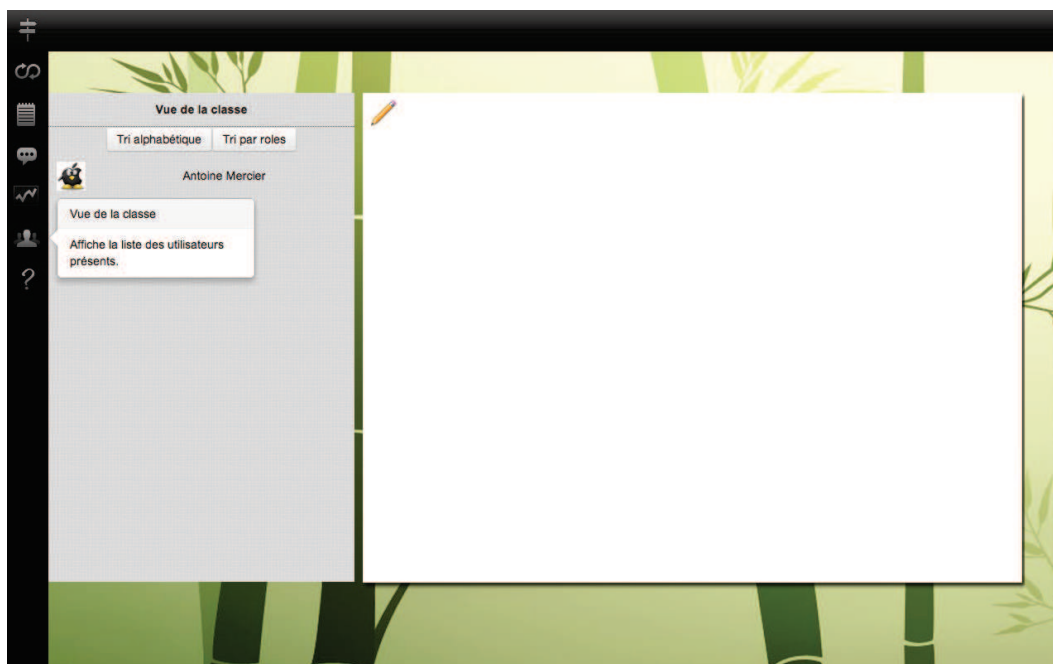 Vue de la classe
Tri alphabétique Tri par roles
Antoine Mercier
Vue de la classe
Affiche la liste des utilisateurs
présents.